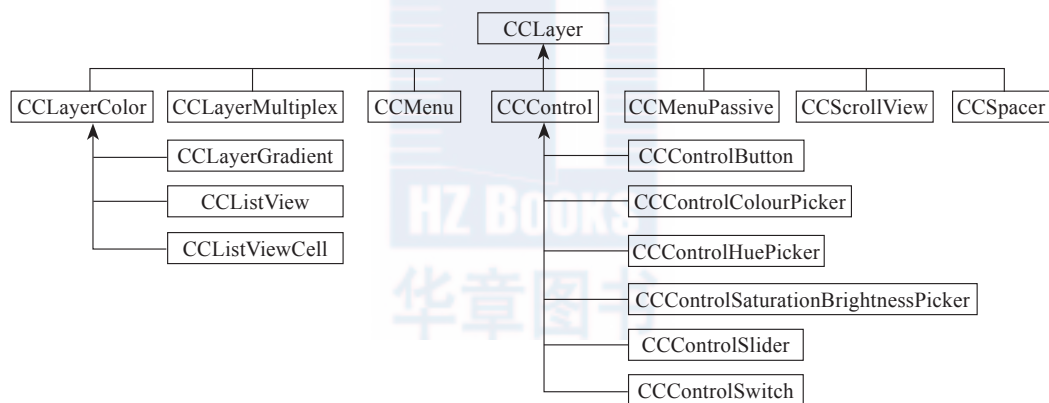 CCLayer
CCLayerColor
CCLayerMultiplex
CCMenu
CCControl
CCMenuPassive
CCScrollView
CCSpacer
CCLayerGradient
CCListView
CCListViewCell
CCControlButton
CCControlColourPicker
CCControlHuePicker
CCControlSaturationBrightnessPicker
CCControlSlider
CCControlSwitch
HZ BOOKS
华章图书